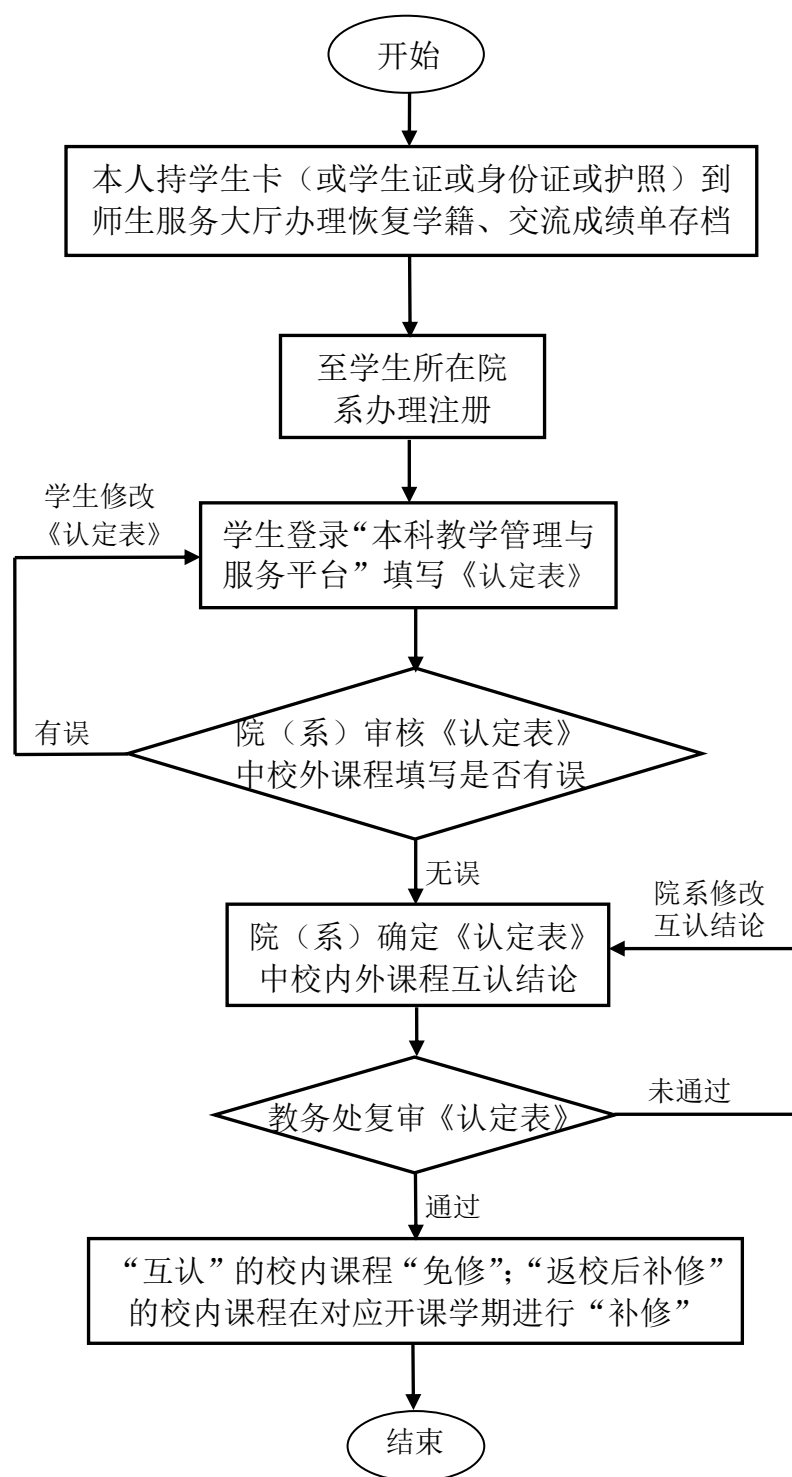 开始
本人持学生卡（或学生证或身份证或护照）到
师生服务大厅办理恢复学籍、交流成绩单存档
至学生所在院
系办理注册
学生修改
《认定表》
学生登录“本科教学管理与
服务平台”填写《认定表》
有误
院（系）审核《认定表》
中校外课程填写是否有误
无误
院系修改
互认结论
院（系）确定《认定表》
中校内外课程互认结论
教务处复审《认定表》
未通过
通过
“互认”的校内课程“免修”；“返校后补修”
的校内课程在对应开课学期进行“补修”
结束